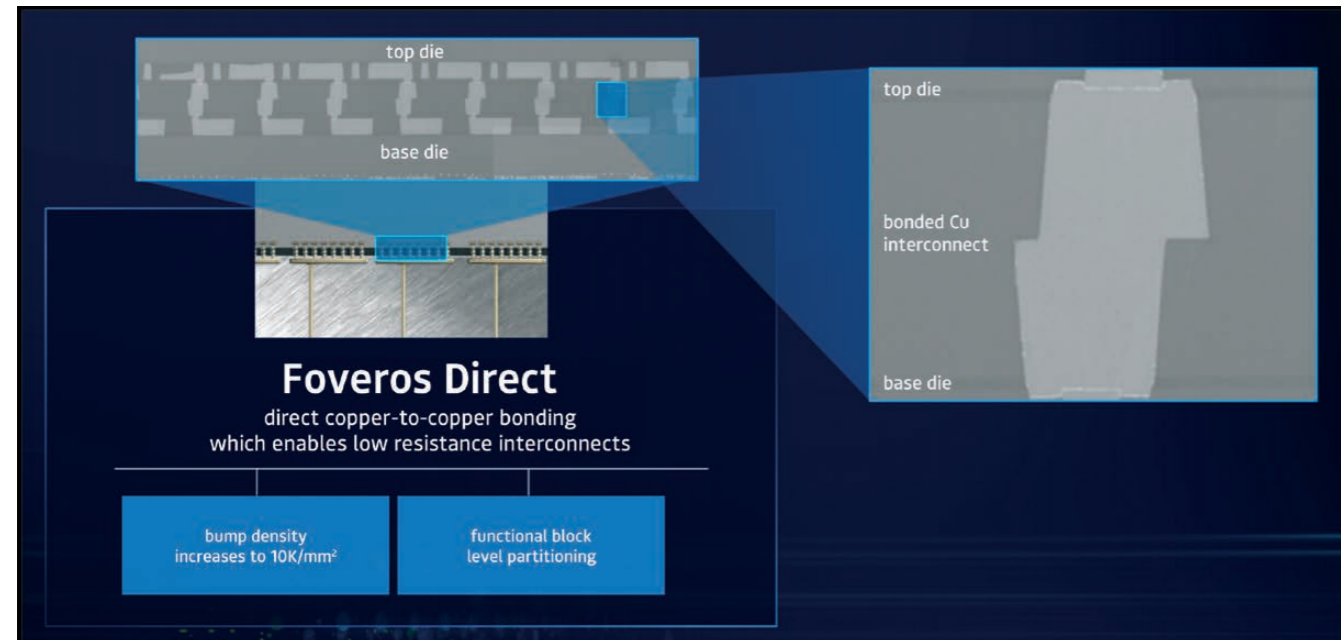 top die
base die
top die
bonded Cu
interconnect
base die
Foveros Direct
direct copper-to-copper bonding
which enables low resistance interconnects
bump density
increases to 10K/mm²
functional block
level partitioning